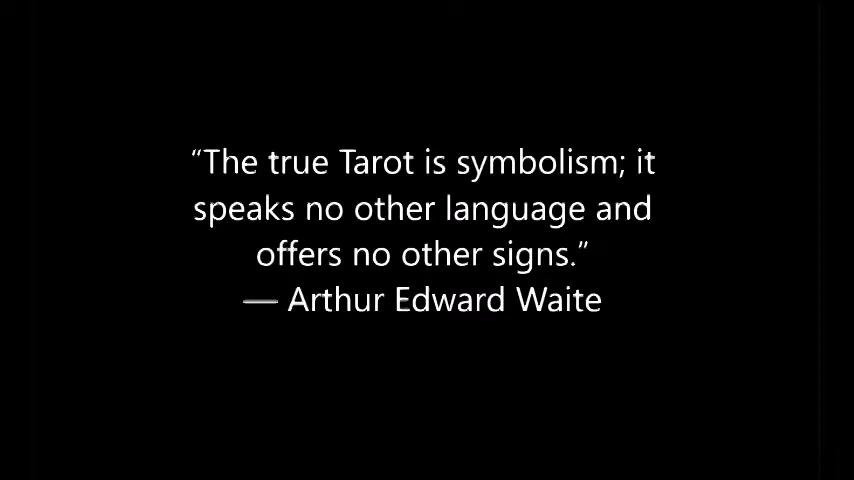 “The true Tarot is symbolism; it
speaks no other language and
offers no other signs.”
— Arthur Edward Waite